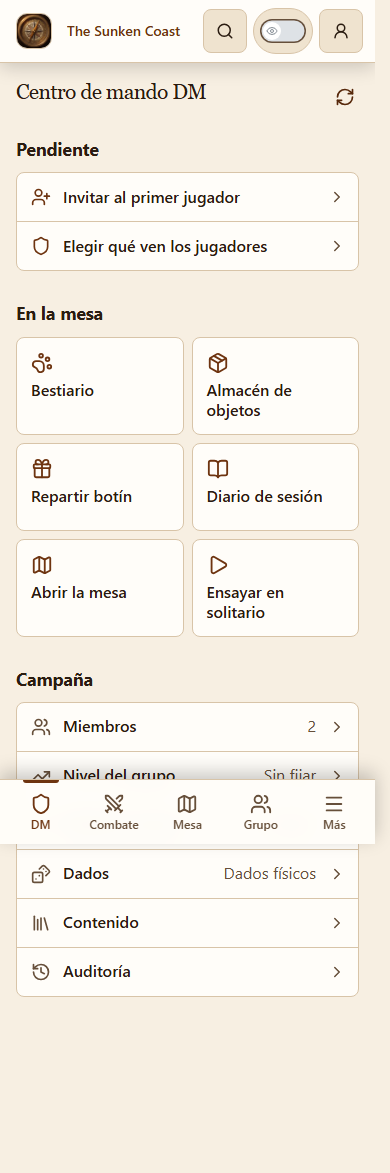 The Sunken Coast
Centro de mando DM
Pendiente
Invitar al primer jugador
Elegir qué ven los jugadores
En la mesa
Bestiario
Almacén de
objetos
Repartir botín
Diario de sesión
Abrir la mesa
Ensayar en
solitario
Campaña
Miembros 2
Nivel del grupo Sin fijar
DM Combate Mesa Grupo Más
Dados Dados físicos
Contenido
Auditoría